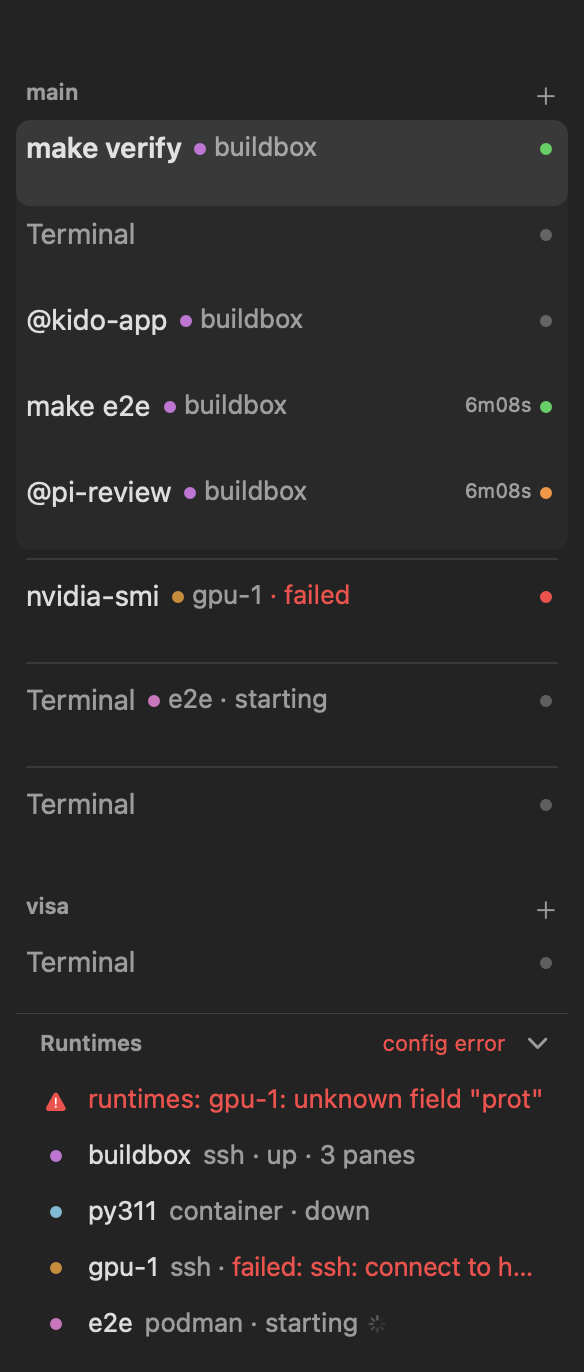 main +
make verify buildbox
Terminal
@kido-app buildbox
make e2e buildbox 6m08s
@pi-review buildbox 6m08s
nvidia-smi gpu-1 · failed
Terminal e2e · starting
Terminal
visa +
Terminal
Runtimes config error
runtimes: gpu-1: unknown field "prot"
buildbox ssh · up · 3 panes
py311 container · down
gpu-1 ssh · failed: ssh: connect to h...
e2e podman · starting